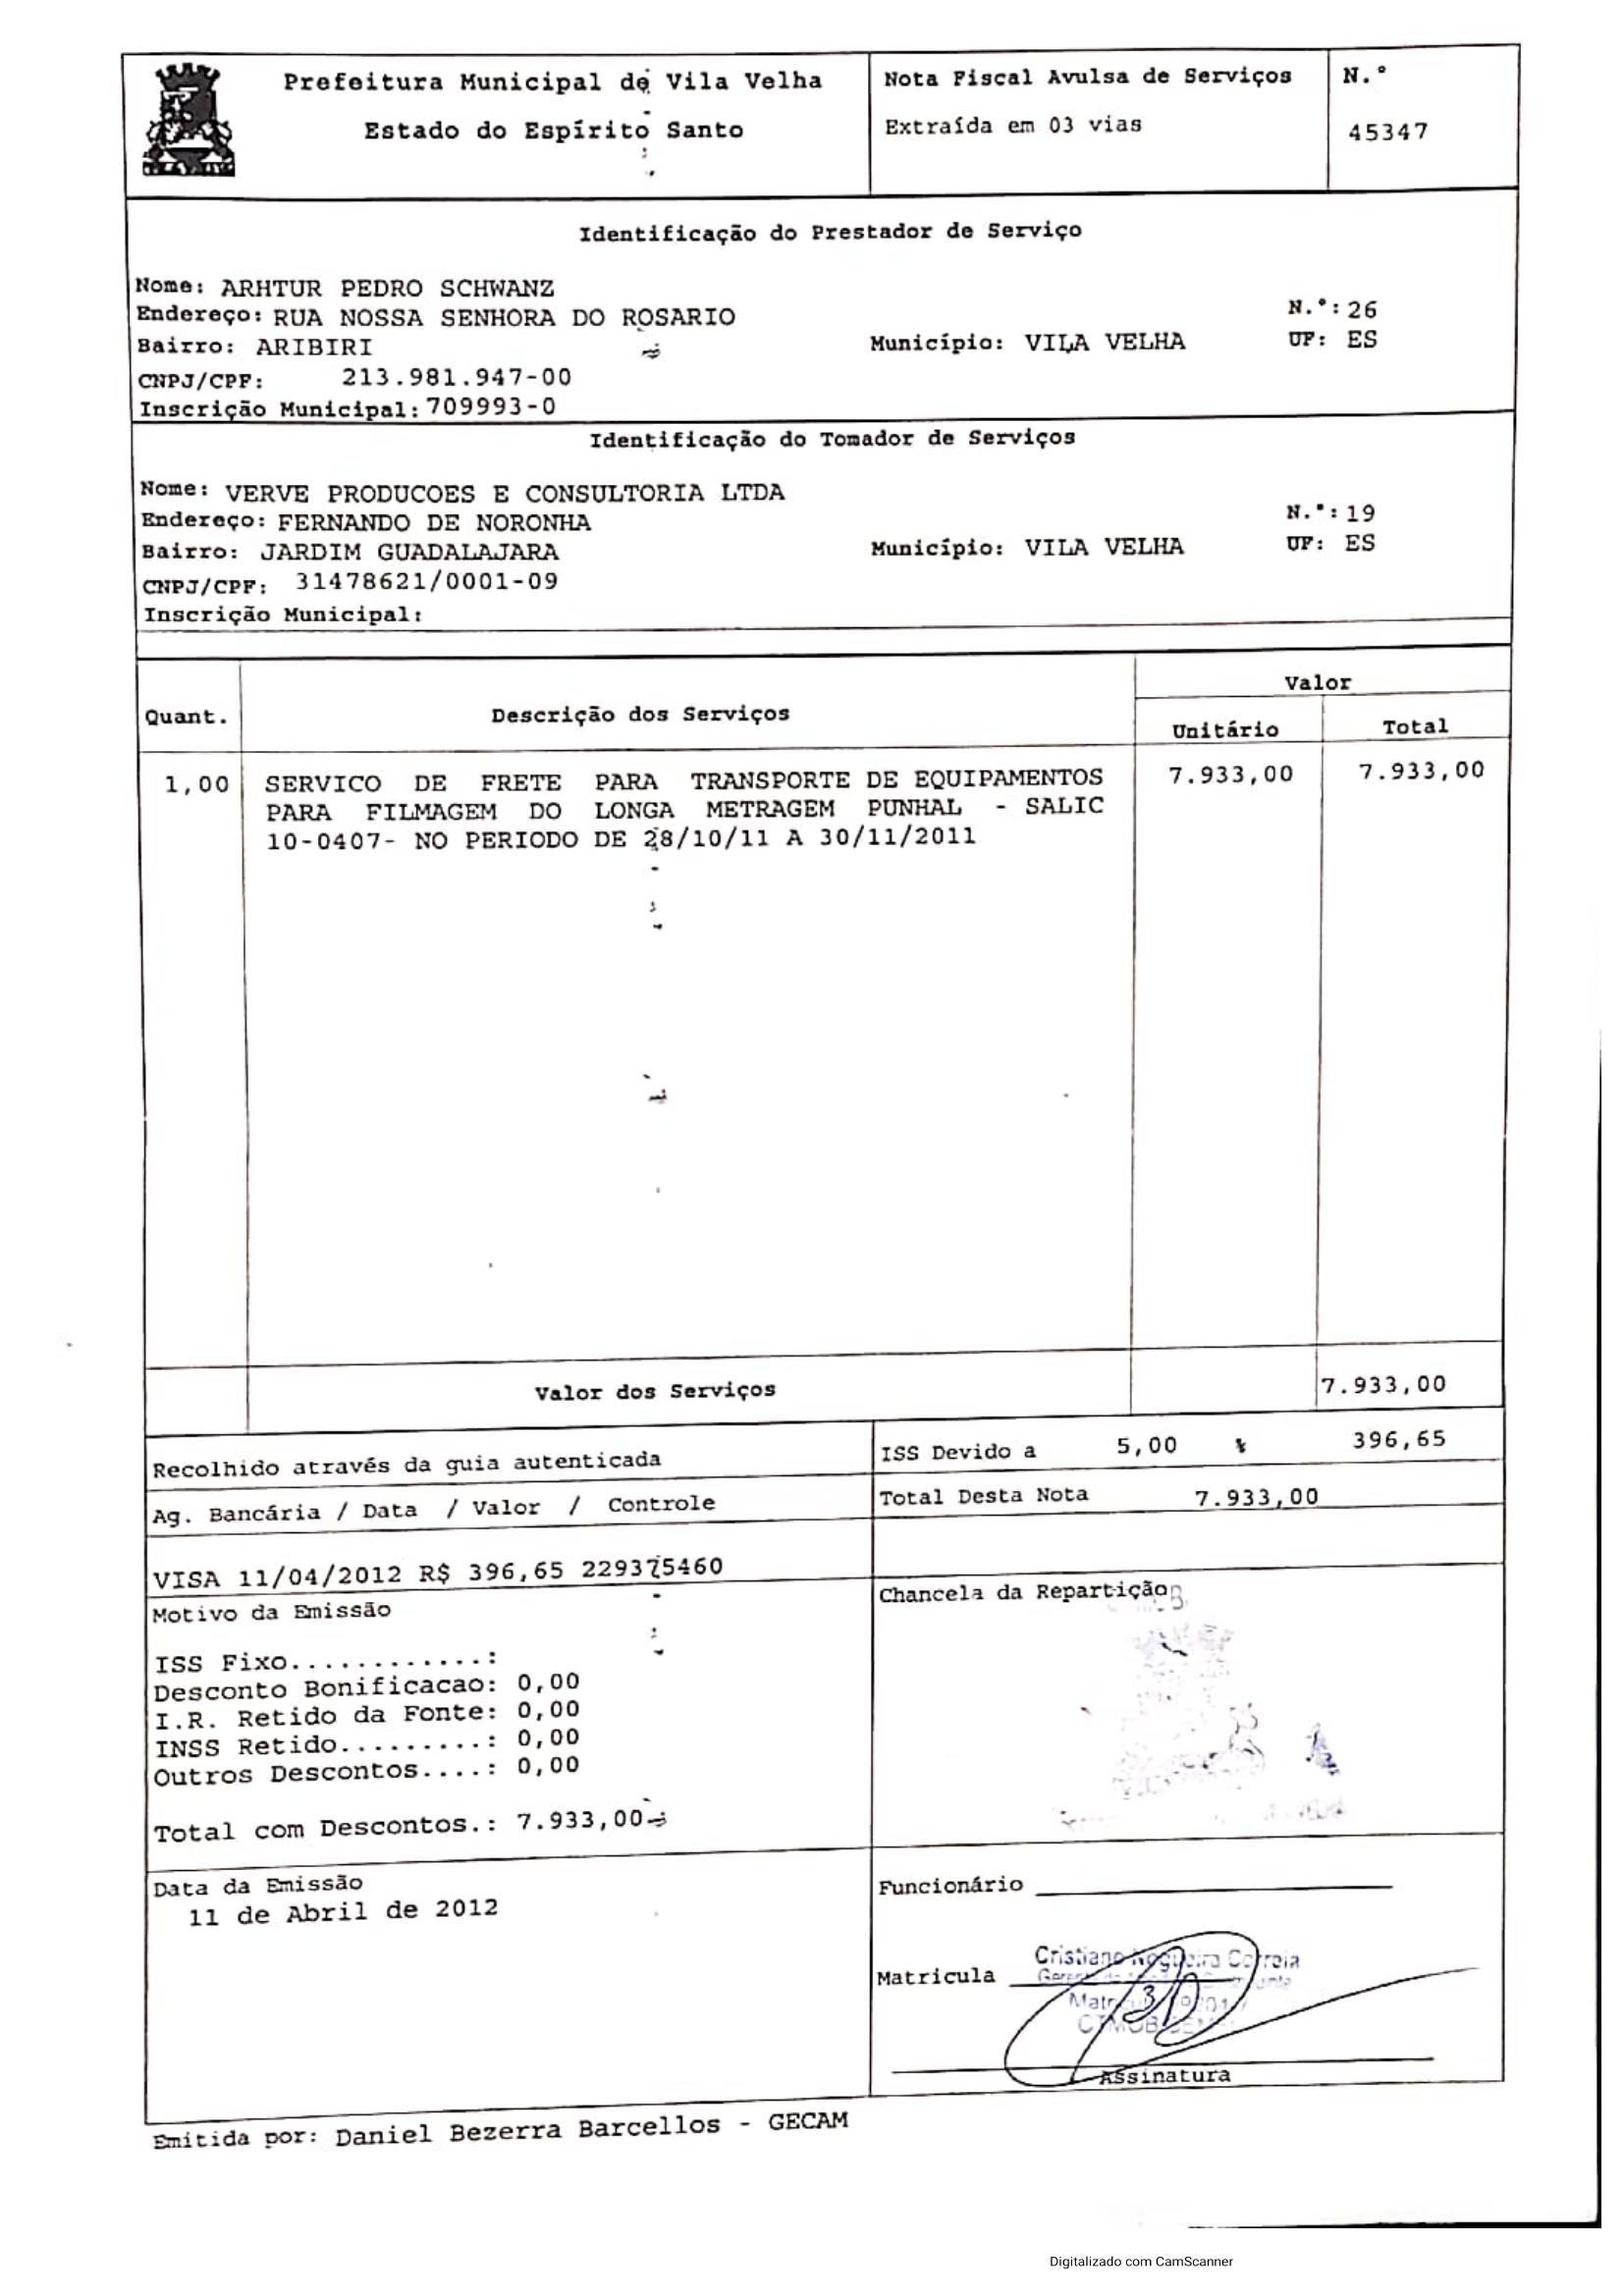 Prefeitura Municipal de Vila Velha
Estado do Espírito Santo
Nota Fiscal Avulsa de Serviços
Extraída em 03 vias
N.º
45347
Identificação do Prestador de Serviço
Nome: ARHTUR PEDRO SCHWANZ
Endereço: RUA NOSSA SENHORA DO ROSARIO N.º: 26
Bairro: ARIBIRI Município: VILA VELHA UF: ES
CNPJ/CPF: 213.981.947-00
Inscrição Municipal: 709993-0
Identificação do Tomador de Serviços
Nome: VERVE PRODUCOES E CONSULTORIA LTDA
Endereço: FERNANDO DE NORONHA N.º: 19
Bairro: JARDIM GUADALAJARA Município: VILA VELHA UF: ES
CNPJ/CPF: 31478621/0001-09
Inscrição Municipal:
Valor
Quant. Descrição dos Serviços Unitário Total
1,00 SERVICO DE FRETE PARA TRANSPORTE DE EQUIPAMENTOS 7.933,00 7.933,00
PARA FILMAGEM DO LONGA METRAGEM PUNHAL - SALIC
10-0407- NO PERIODO DE 28/10/11 A 30/11/2011
Valor dos Serviços 7.933,00
Recolhido através da guia autenticada
ISS Devido a 5,00 % 396,65
Ag. Bancária / Data / Valor / Controle
Total Desta Nota 7.933,00
VISA 11/04/2012 R$ 396,65 229375460
Motivo da Emissão
Chancela da Repartição
ISS Fixo............:
Desconto Bonificacao: 0,00
I.R. Retido da Fonte: 0,00
INSS Retido.........: 0,00
Outros Descontos....: 0,00
Total com Descontos.: 7.933,00
Data da Emissão
11 de Abril de 2012
Funcionário
Cristiano Nogueira Correia
Matricula
Assinatura
Emitida por: Daniel Bezerra Barcellos - GECAM
Digitalizado com CamScanner